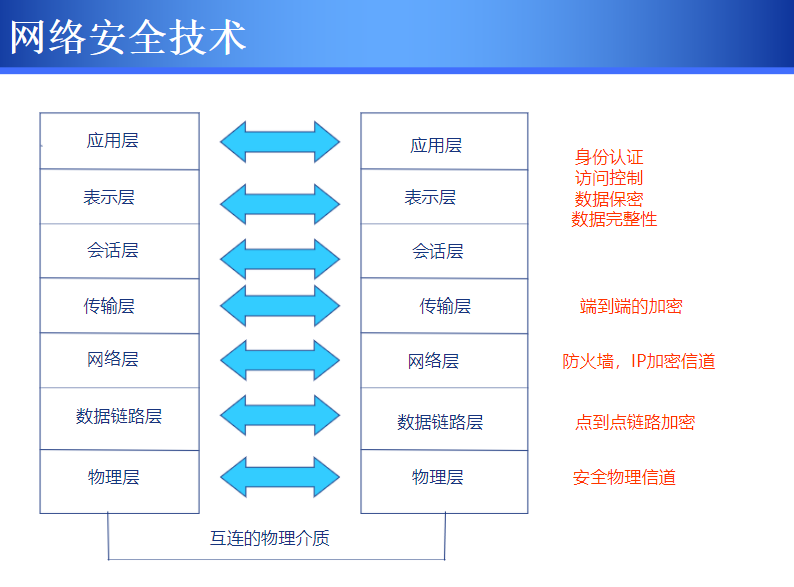 网络安全技术
应用层
应用层
身份认证
访问控制
表示层
表示层
数据保密
数据完整性
会话层
会话层
传输层
传输层
端到端的加密
网络层
网络层
防火墙，IP加密信道
数据链路层
数据链路层
点到点链路加密
物理层
物理层
安全物理信道
互连的物理介质